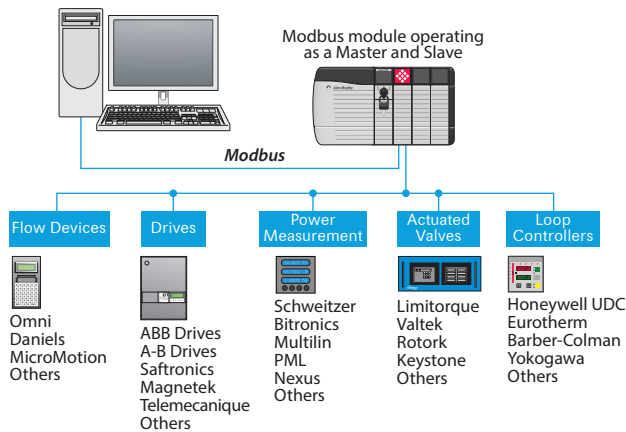 Modbus module operating
as a Master and Slave
Allen-Bradley
Modbus
Flow Devices
Drives
Power
Measurement
Actuated
Valves
Loop
Controllers
Omni
Daniels
MicroMotion
Others
ABB Drives
A-B Drives
Saftronics
Magnetek
Telemecanique
Others
Schweitzer
Bitronics
Multilin
PML
Nexus
Others
Limitorque
Valtek
Rotork
Keystone
Others
Honeywell UDC
Eurotherm
Barber-Colman
Yokogawa
Others